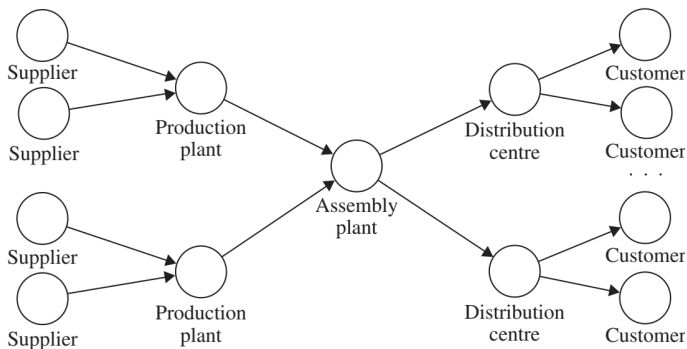 Supplier
Customer
Supplier
Production
plant
Distribution
centre
Customer
. . .
Assembly
plant
Supplier
Customer
Supplier
Production
plant
Distribution
centre
Customer